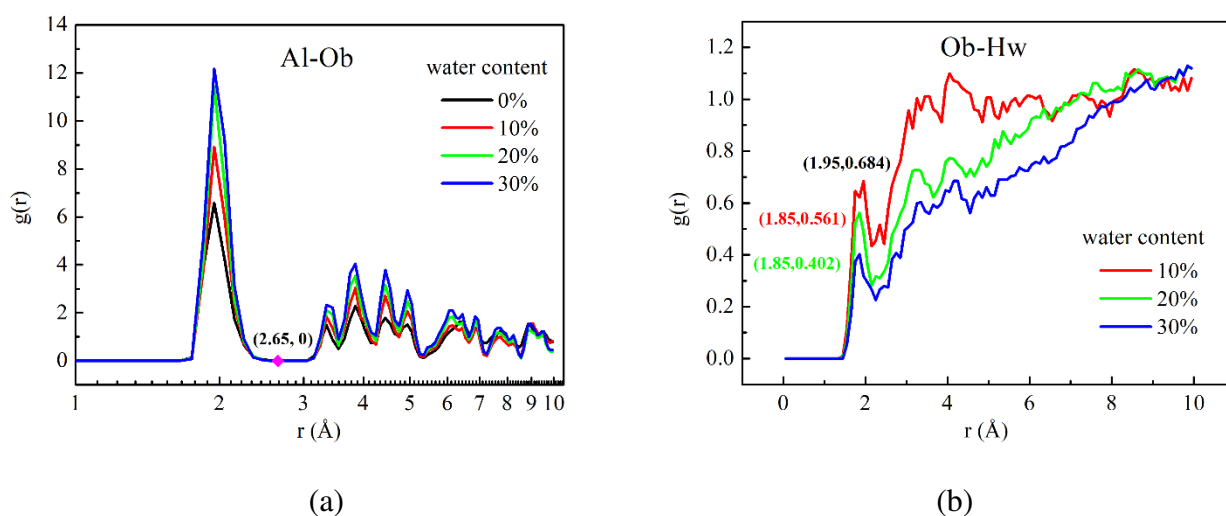 14
12
10
8
6
4
2
0
g(r)
Al-Ob
water content
0%
10%
20%
30%
(2.65, 0)
1 2 3 4 5 6 7 8 9 10
r (Å)
(a)
1.2
1.0
0.8
0.6
0.4
0.2
0.0
g(r)
Ob-Hw
(1.95,0.684)
(1.85,0.561)
(1.85,0.402)
water content
10%
20%
30%
0 2 4 6 8 10
r (Å)
(b)